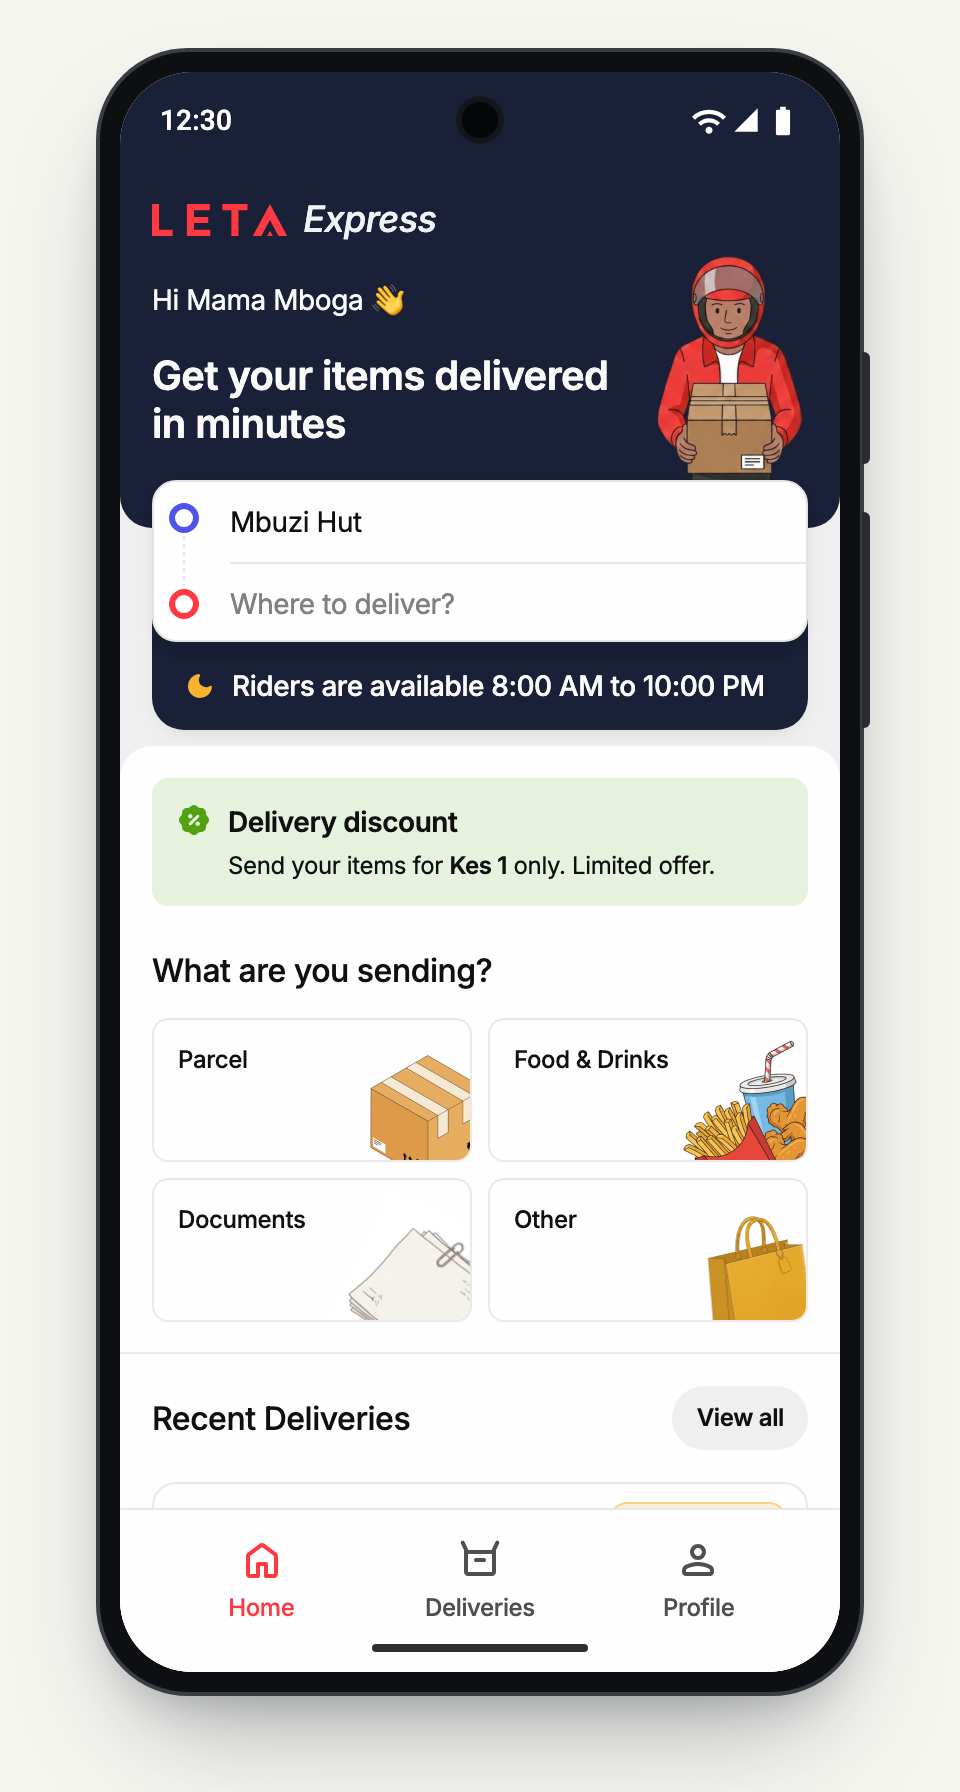 12:30
LETA Express
Hi Mama Mboga 👋
Get your items delivered
in minutes
Mbuzi Hut
Where to deliver?
Riders are available 8:00 AM to 10:00 PM
Delivery discount
Send your items for Kes 1 only. Limited offer.
What are you sending?
Parcel
Food & Drinks
Documents
Other
Recent Deliveries
View all
Home
Deliveries
Profile